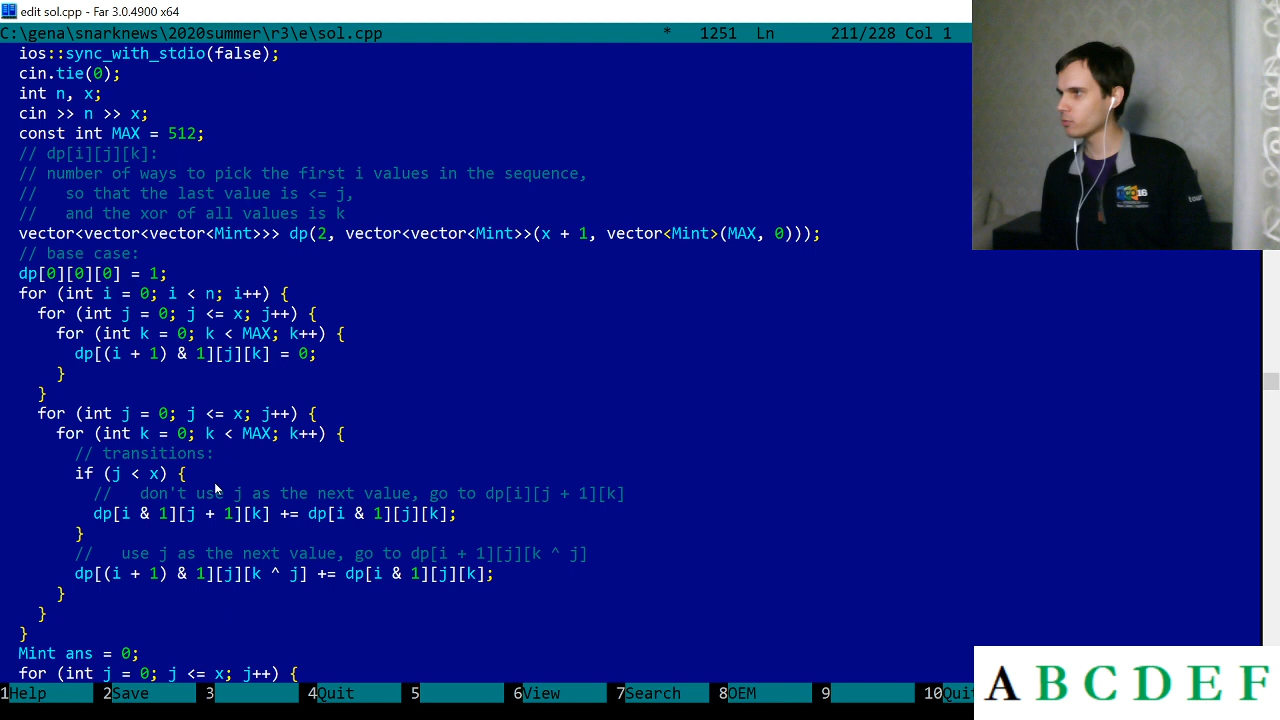 edit sol.cpp - Far 3.0.4900 x64
C:\gena\snarknews\2020summer\r3\e\sol.cpp * 1251 Ln 211/228 Col 1
ios::sync_with_stdio(false);
cin.tie(0);
int n, x;
cin >> n >> x;
const int MAX = 512;
// dp[i][j][k]:
// number of ways to pick the first i values in the sequence,
//   so that the last value is <= j,
//   and the xor of all values is k
vector<vector<vector<Mint>>> dp(2, vector<vector<Mint>>(x + 1, vector<Mint>(MAX, 0)));
// base case:
dp[0][0][0] = 1;
for (int i = 0; i < n; i++) {
  for (int j = 0; j <= x; j++) {
    for (int k = 0; k < MAX; k++) {
      dp[(i + 1) & 1][j][k] = 0;
    }
  }
  for (int j = 0; j <= x; j++) {
    for (int k = 0; k < MAX; k++) {
      // transitions:
      if (j < x) {
        //   don't use j as the next value, go to dp[i][j + 1][k]
        dp[i & 1][j + 1][k] += dp[i & 1][j][k];
      }
      //   use j as the next value, go to dp[i + 1][j][k ^ j]
      dp[(i + 1) & 1][j][k ^ j] += dp[i & 1][j][k];
    }
  }
}
Mint ans = 0;
for (int j = 0; j <= x; j++) {
1Help 2Save 3 4Quit 5 6View 7Search 8OEM 9 10Quit
A B C D E F